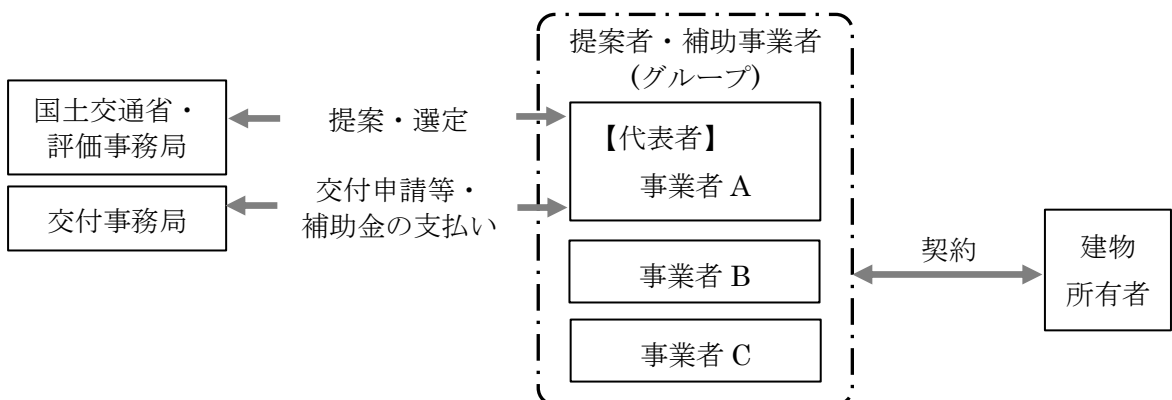 国土交通省・
評価事務局
交付事務局
提案・選定
交付申請等・
補助金の支払い
提案者・補助事業者
(グループ)
【代表者】
事業者 A
事業者 B
事業者 C
契約
建物
所有者